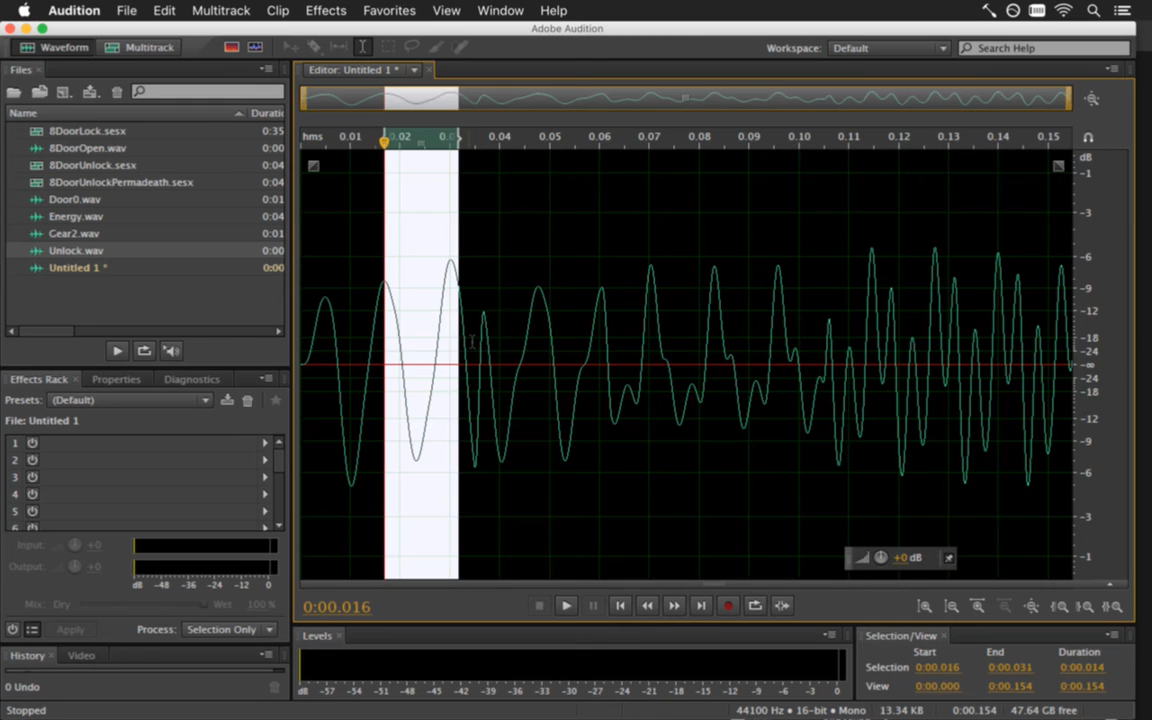 Audition File Edit Multitrack Clip Effects Favorites View Window Help
Adobe Audition
Waveform Multitrack Workspace: Default Search Help
Files Editor: Untitled 1 *
Name Duratic
8DoorLock.sesx 0:35
8DoorOpen.wav 0:00
8DoorUnlock.sesx 0:04
8DoorUnlockPermadeath.sesx 0:04
Door0.wav 0:01
Energy.wav 0:04
Gear2.wav 0:01
Unlock.wav 0:00
Untitled 1 * 0:00
hms 0.01 0.02 0.0 0.04 0.05 0.06 0.07 0.08 0.09 0.10 0.11 0.12 0.13 0.14 0.15
dB
-1
-3
-6
-9
-12
-18
-24
-∞
-24
-18
-12
-9
-6
-3
-1
+0 dB
Effects Rack Properties Diagnostics
Presets: (Default)
File: Untitled 1
1
2
3
4
5
6
Input: +0
Output: +0
dB -48 -36 -24 -12 0
Mix: Dry Wet 100 %
Apply Process: Selection Only
0:00.016
History Video
0 Undo
Levels
dB -57 -54 -51 -48 -45 -42 -39 -36 -33 -30 -27 -24 -21 -18 -15 -12 -9 -6 -3 0
Selection/View
Start End Duration
Selection 0:00.016 0:00.031 0:00.014
View 0:00.000 0:00.154 0:00.154
Stopped 44100 Hz • 16-bit • Mono 13.34 KB 0:00.154 47.64 GB free